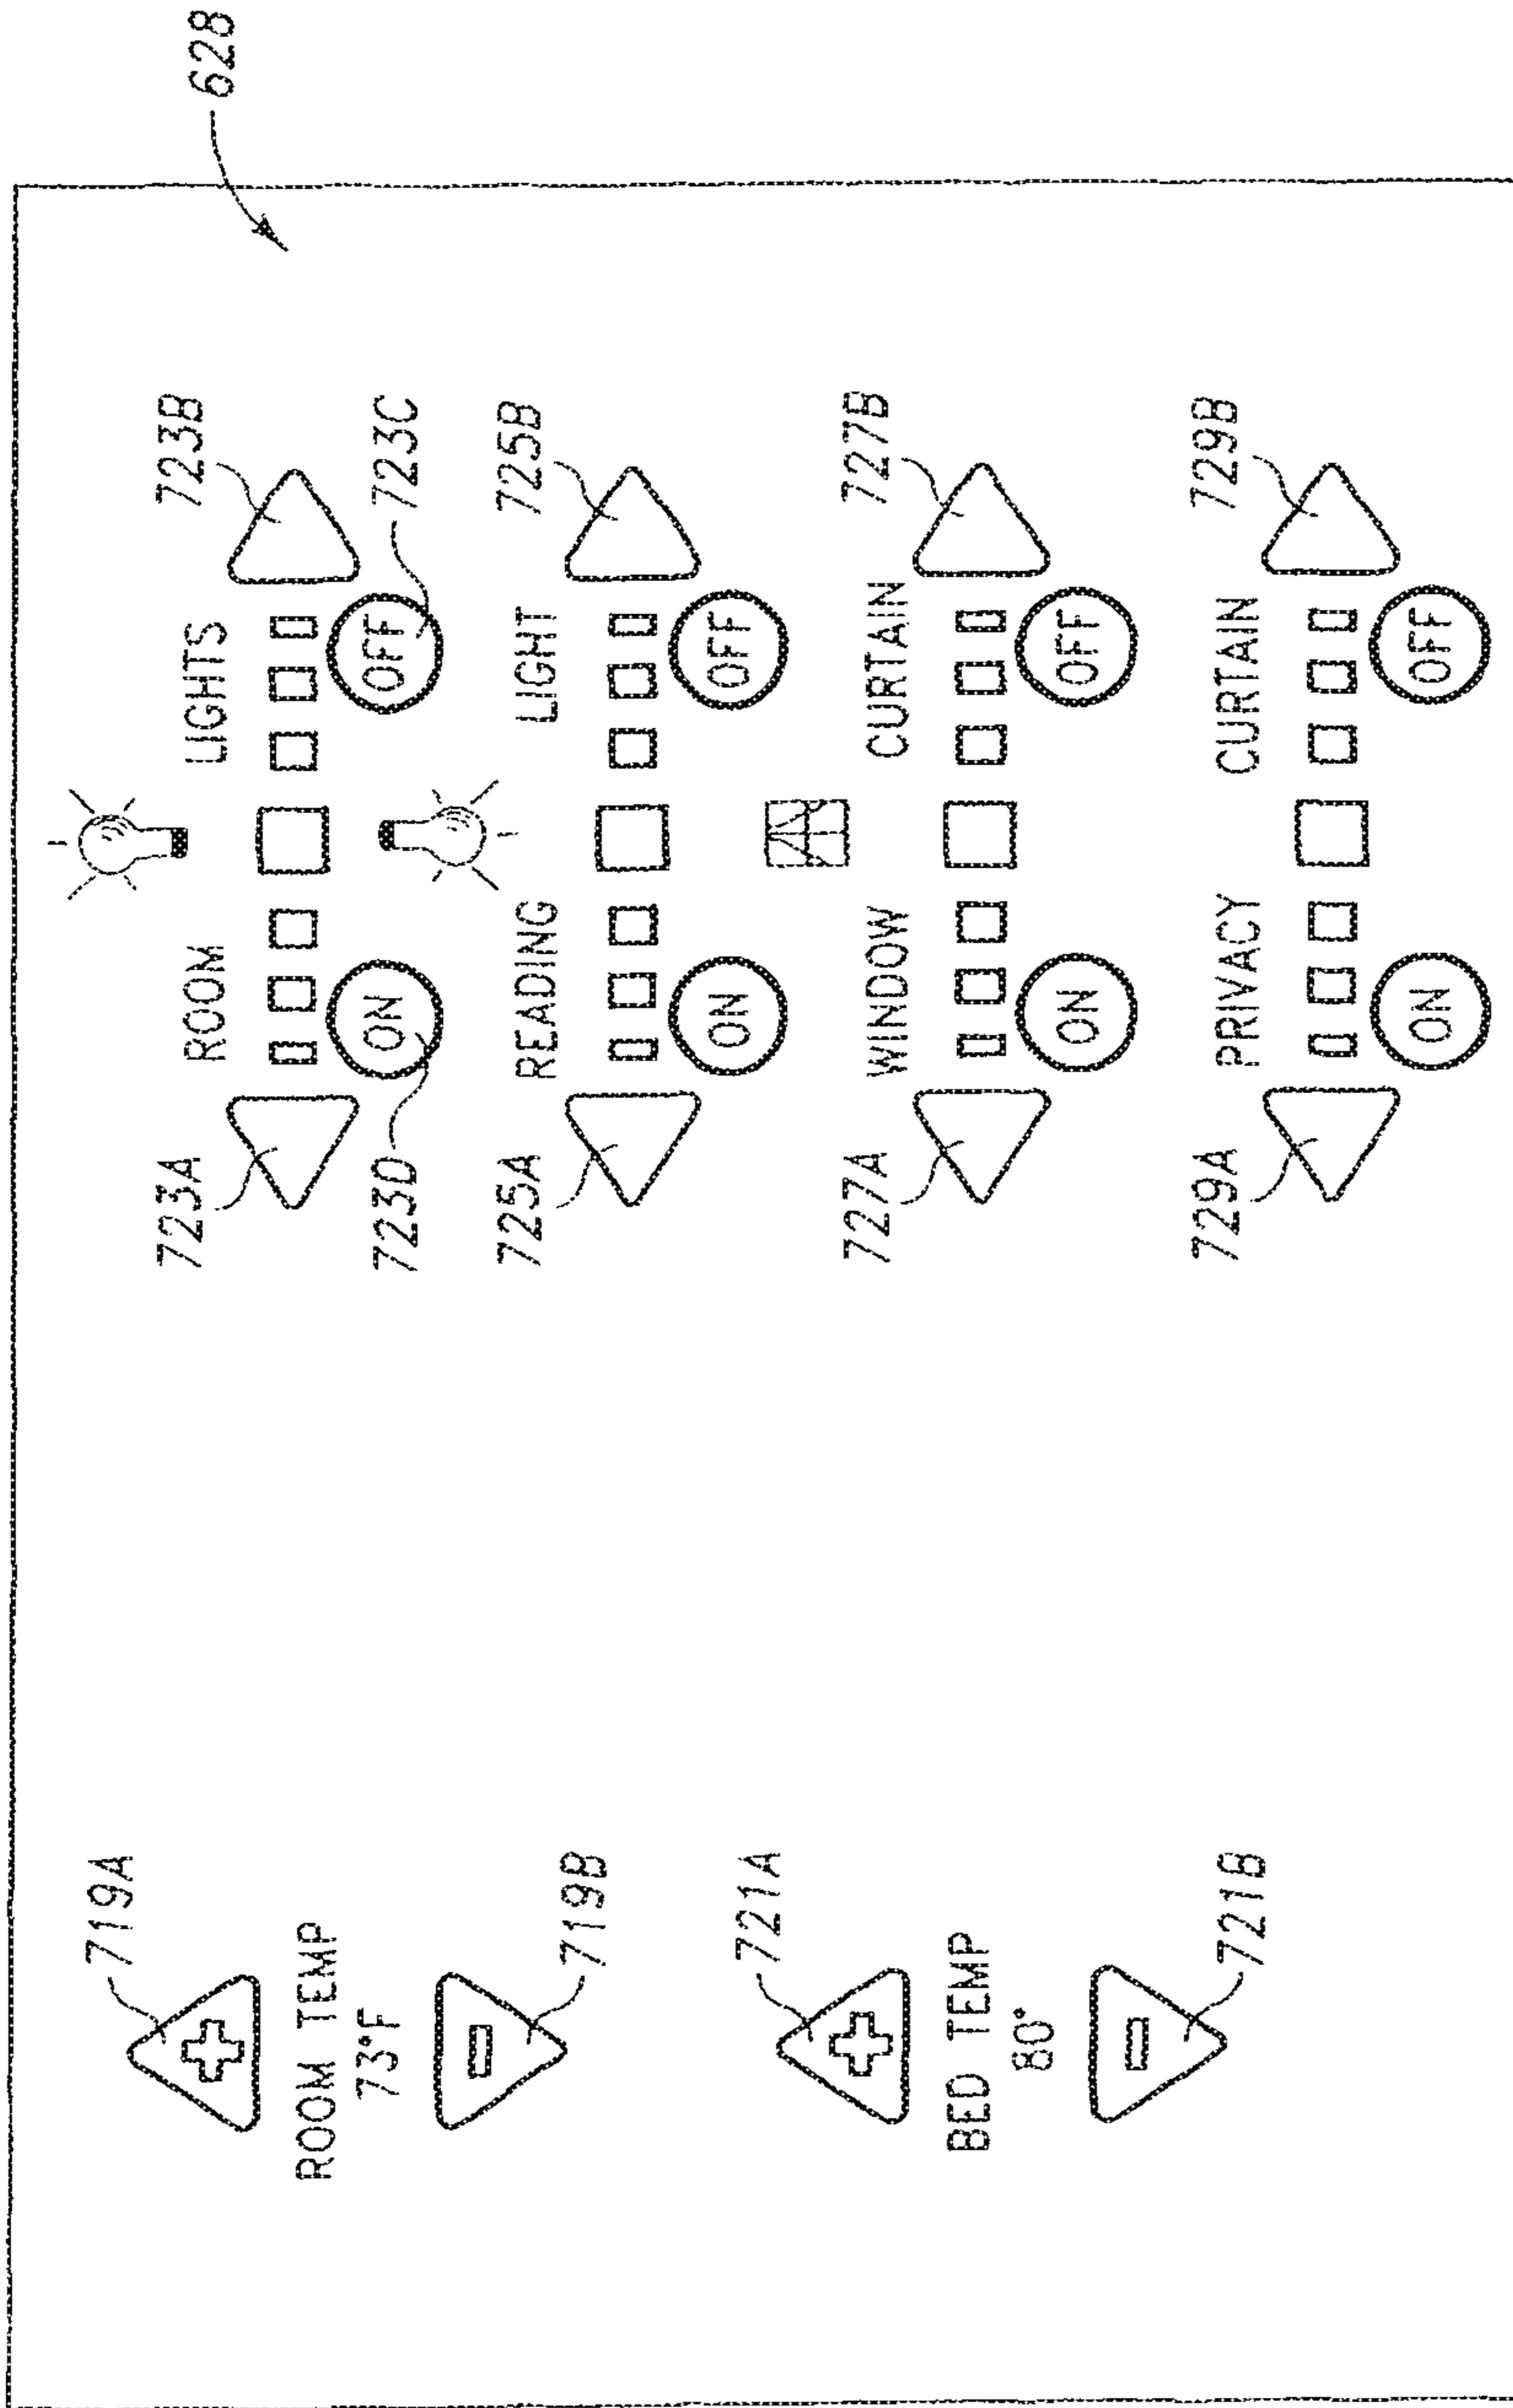 628
719A
ROOM TEMP
73°F
719B
721A
BED TEMP
80°
721B
723A ROOM LIGHTS 723B
723D ON OFF 723C
725A READING LIGHT 725B
ON OFF
727A WINDOW CURTAIN 727B
ON OFF
729A PRIVACY CURTAIN 729B
ON OFF